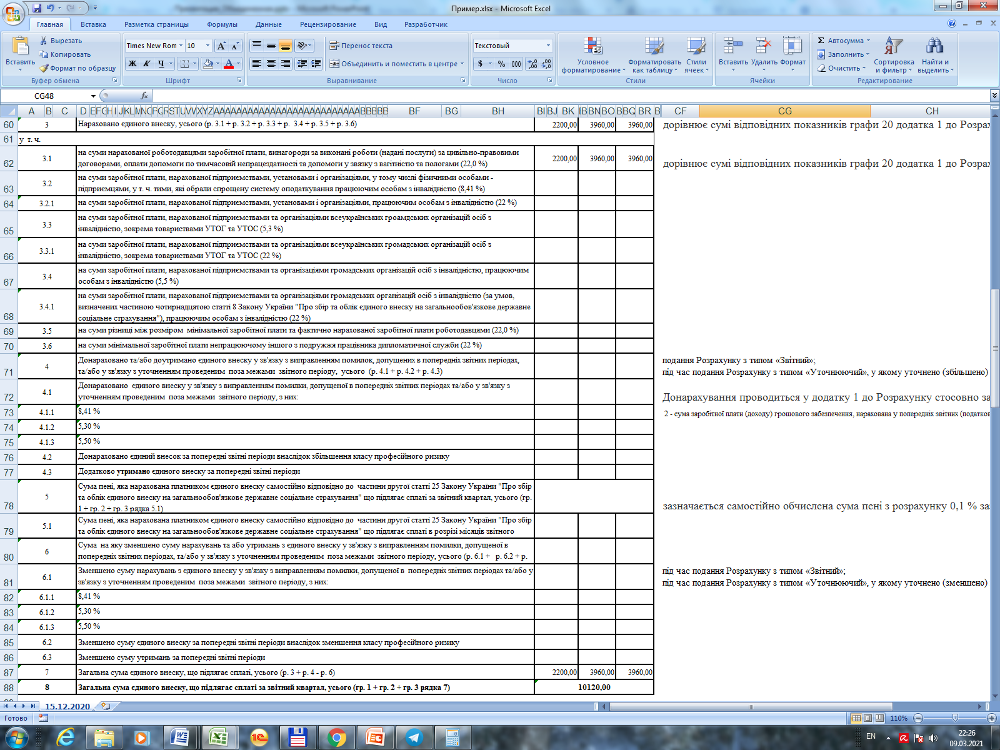 Пример.xlsx - Microsoft Excel
Главная Вставка Разметка страницы Формулы Данные Рецензирование Вид Разработчик
Вставить Вырезать Копировать Формат по образцу
Times New Rom 10
Ж К Ч
Перенос текста
Объединить и поместить в центре
Текстовый
$ % 000
Условное форматирование Форматировать как таблицу Стили ячеек
Вставить Удалить Формат
Σ Автосумма Заполнить Очистить
Сортировка и фильтр Найти и выделить
Буфер обмена Шрифт Выравнивание Число Стили Ячейки Редактирование
CG48 fx
A B C D BF BG BH BI BJ BK BR B CF CG CH
60 3 Нараховано єдиного внеску, усього (р. 3.1 + р. 3.2 + р. 3.3 + р. 3.4 + р. 3.5 + р. 3.6) 2200,00 3960,00 3960,00 дорівнює сумі відповідних показників графи 20 додатка 1 до Розрах
61 у т. ч.
62 3.1 на суми нарахованої роботодавцями заробітної плати, винагороди за виконані роботи (надані послуги) за цивільно-правовими
договорами, оплати допомоги по тимчасовій непрацездатності та допомоги у звязку з вагітністю та пологами (22,0 %) 2200,00 3960,00 3960,00 дорівнює сумі відповідних показників графи 20 додатка 1 до Розрах
63 3.2 на суми заробітної плати, нарахованої підприємствами, установами і організаціями, у тому числі фізичними особами -
підприємцями, у т. ч. тими, які обрали спрощену систему оподаткування працюючим особам з інвалідністю (8,41 %)
64 3.2.1 на суми заробітної плати, нарахованої підприємствами, установами і організаціями, працюючим особам з інвалідністю (22 %)
65 3.3 на суми заробітної плати, нарахованої підприємствами та організаціями всеукраїнських гроамдських організацій осіб з
інвалідністю, зокрема товариствами УТОГ та УТОС (5,3 %)
66 3.3.1 на суми заробітної плати, нарахованої підприємствами та організаціями всеукраїнських громадських організацій осіб з
інвалідністю, зокрема товариствами УТОГ та УТОС (22 %)
67 3.4 на суми заробітної плати, нарахованої підприємствами та організаціями громадських організацій осіб з інвалідністю, працюючим
особам з інвалідністю (5,5 %)
68 3.4.1 на суми заробітної плати, нарахованої підприємствами та організаціями громадських організацій осіб з інвалідністю (за умов,
визначених частиною чотирнадцятою статті 8 Закону України "Про збір та облік єдиного внеску на загальнообов'язкове державне
соціальне страхування"), працюючим особам з інвалідністю (22 %)
69 3.5 на суми різниці між розміром мінімальної заробітної плати та фактично нарахованої заробітної плати роботодавцями (22,0 %)
70 3.6 на суми мінімальної заробітної плати непрацюючому іншого з подружжя працівника дипломатичної служби (22 %)
71 4 Донараховано та/або доутримано єдиного внеску у зв'язку з виправленням помилок, допущених в попередніх звітних періодах,
та/або у зв'язку з уточненням проведеним поза межами звітного періоду, усього (р. 4.1 + р. 4.2 + р. 4.3)
подання Розрахунку з типом «Звітний»;
під час подання Розрахунку з типом «Уточнюючий», у якому уточнено (збільшено)
72 4.1 Донараховано єдиного внеску у зв'язку з виправленням помилки, допущеної в попередніх звітних періодах та/або у зв'язку з
уточненням проведеним поза межами звітного періоду, з них: Донарахування проводиться у додатку 1 до Розрахунку стосовно за
73 4.1.1 8,41 % 2 - сума заробітної плати (доходу) грошового забезпечення, нарахована у попередніх звітних (податков
74 4.1.2 5,30 %
75 4.1.3 5,50 %
76 4.2 Донараховано єдиний внесок за попередні звітні періоди внаслідок збільшення класу професійного ризику
77 4.3 Додатково утримано єдиного внеску за попередні звітні періоди
78 5 Сума пені, яка нарахована платником єдиного внеску самостійно відповідно до частини другої статті 25 Закону України "Про збір
та облік єдиного внеску на загальнообов'язкове державне соціальне страхування" що підлягає сплаті за звітний квартал, усього (гр.
1 + гр. 2 + гр. 3 рядка 5.1) зазначається самостійно обчислена сума пені з розрахунку 0,1 % за
79 5.1 Сума пені, яка нарахована платником єдиного внеску самостійно відповідно до частини другої статті 25 Закону України "Про збір
та облік єдиного внеску на загальнообов'язкове державне соціальне страхування" що підлягає сплаті в розрізі місяців звітного
80 6 Сума на яку зменшено суму нарахувань та або утримань з єдиного внеску у зв'язку з виправленням помилки, допущеної в
попередніх звітних періодах, та/або у зв'язку з уточненням проведеним поза межами звітного періоду, усього (р. 6.1 + р. 6.2 + р.
81 6.1 Зменшено суму нарахувань з єдиного внеску у зв'язку з виправленням помилки, допущеної в попередніх звітних періодах та/або у
зв'язку з уточненням проведеним поза межами звітного періоду, з них:
під час подання Розрахунку з типом «Звітний»;
під час подання Розрахунку з типом «Уточнюючий», у якому уточнено (зменшено)
82 6.1.1 8,41 %
83 6.1.2 5,30 %
84 6.1.3 5,50 %
85 6.2 Зменшено суму єдиного внеску за попередні звітні періоди внаслідок зменшення класу професійного ризику
86 6.3 Зменшено суму утримань за попередні звітні періоди
87 7 Загальна сума єдиного внеску, що підлягає сплаті, усього (р. 3 + р. 4 - р. 6) 2200,00 3960,00 3960,00
88 8 Загальна сума єдиного внеску, що підлягає сплаті за звітний квартал, усього (гр. 1 + гр. 2 + гр. 3 рядка 7) 10120,00
15.12.2020
Готово 110%
EN 22:26
09.03.2021